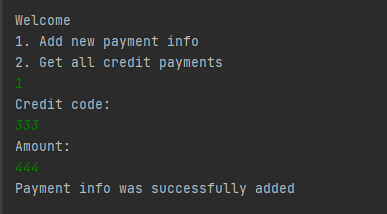 Welcome
1. Add new payment info
2. Get all credit payments
1
Credit code:
333
Amount:
444
Payment info was successfully added